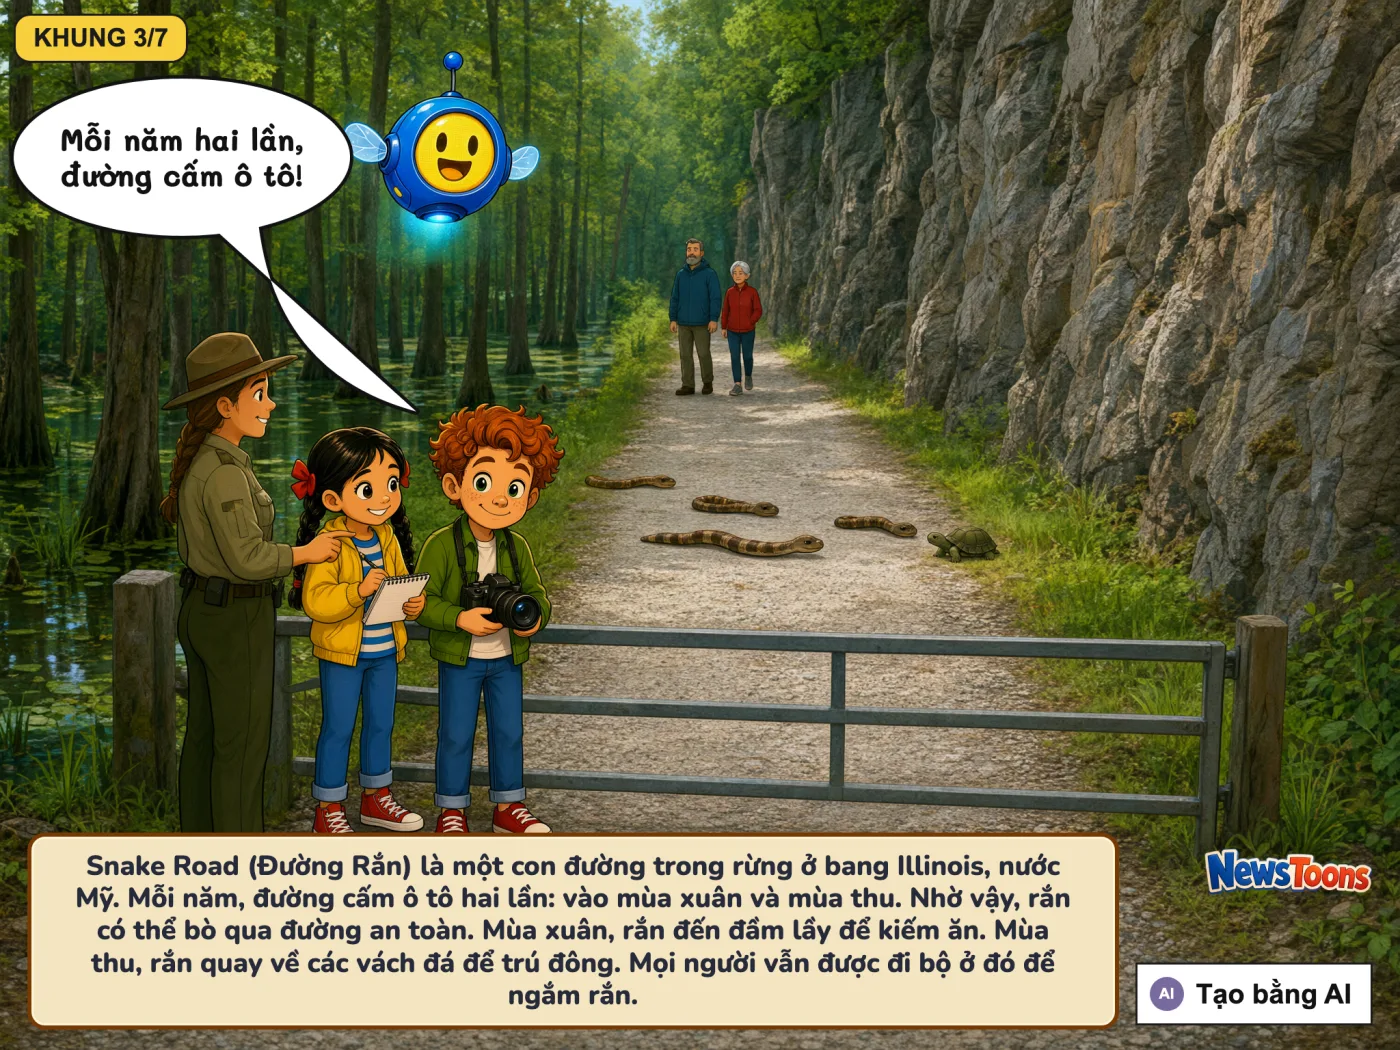 KHUNG 3/7
Mỗi năm hai lần,
đường cấm ô tô!
Snake Road (Đường Rắn) là một con đường trong rừng ở bang Illinois, nước
Mỹ. Mỗi năm, đường cấm ô tô hai lần: vào mùa xuân và mùa thu. Nhờ vậy, rắn
có thể bò qua đường an toàn. Mùa xuân, rắn đến đầm lầy để kiếm ăn. Mùa
thu, rắn quay về các vách đá để trú đông. Mọi người vẫn được đi bộ ở đó để
ngắm rắn.
NewsToons
AI Tạo bằng AI